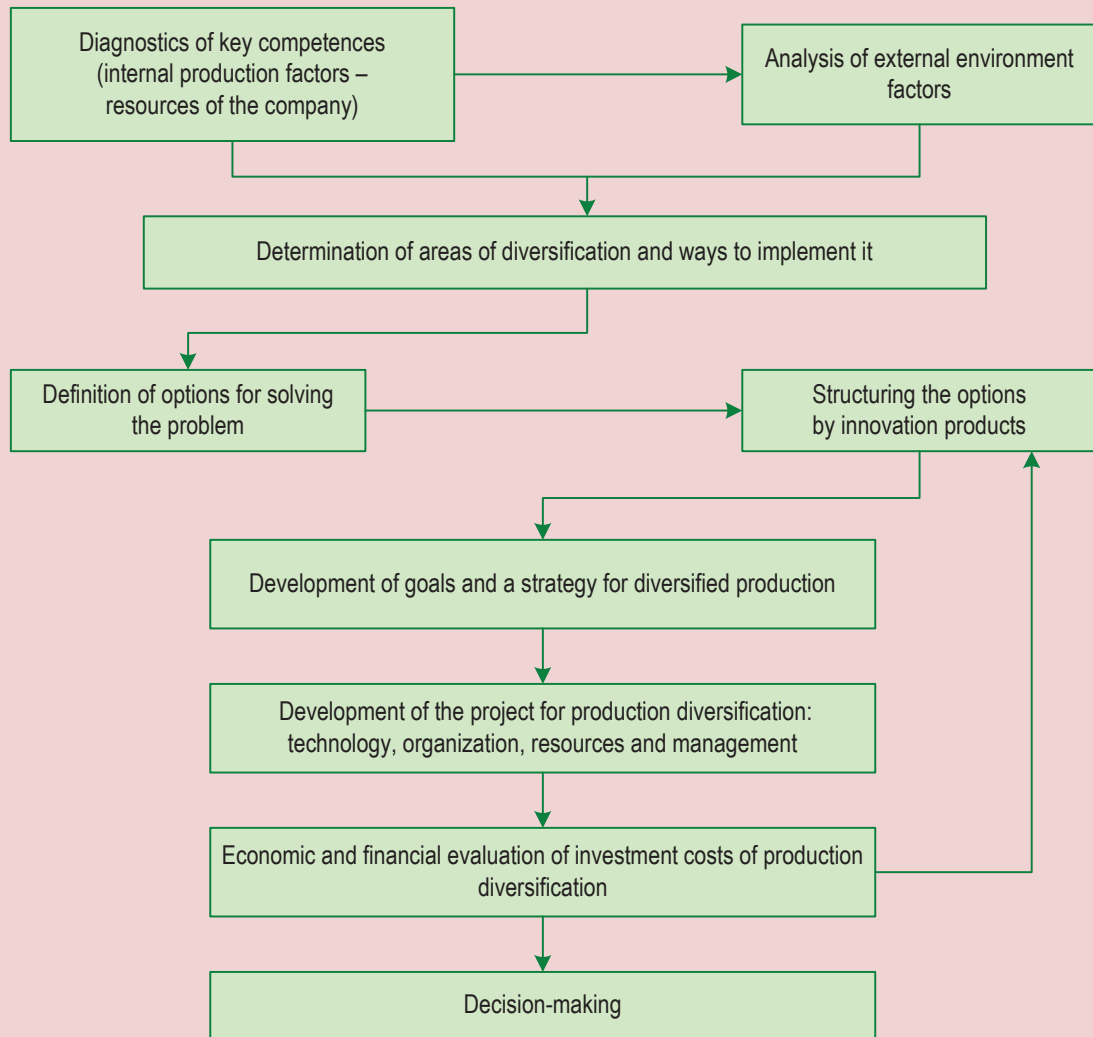 Diagnostics of key competences
(internal production factors –
resources of the company)
Analysis of external environment
factors
Determination of areas of diversification and ways to implement it
Definition of options for solving
the problem
Structuring the options
by innovation products
Development of goals and a strategy for diversified production
Development of the project for production diversification:
technology, organization, resources and management
Economic and financial evaluation of investment costs of production
diversification
Decision-making